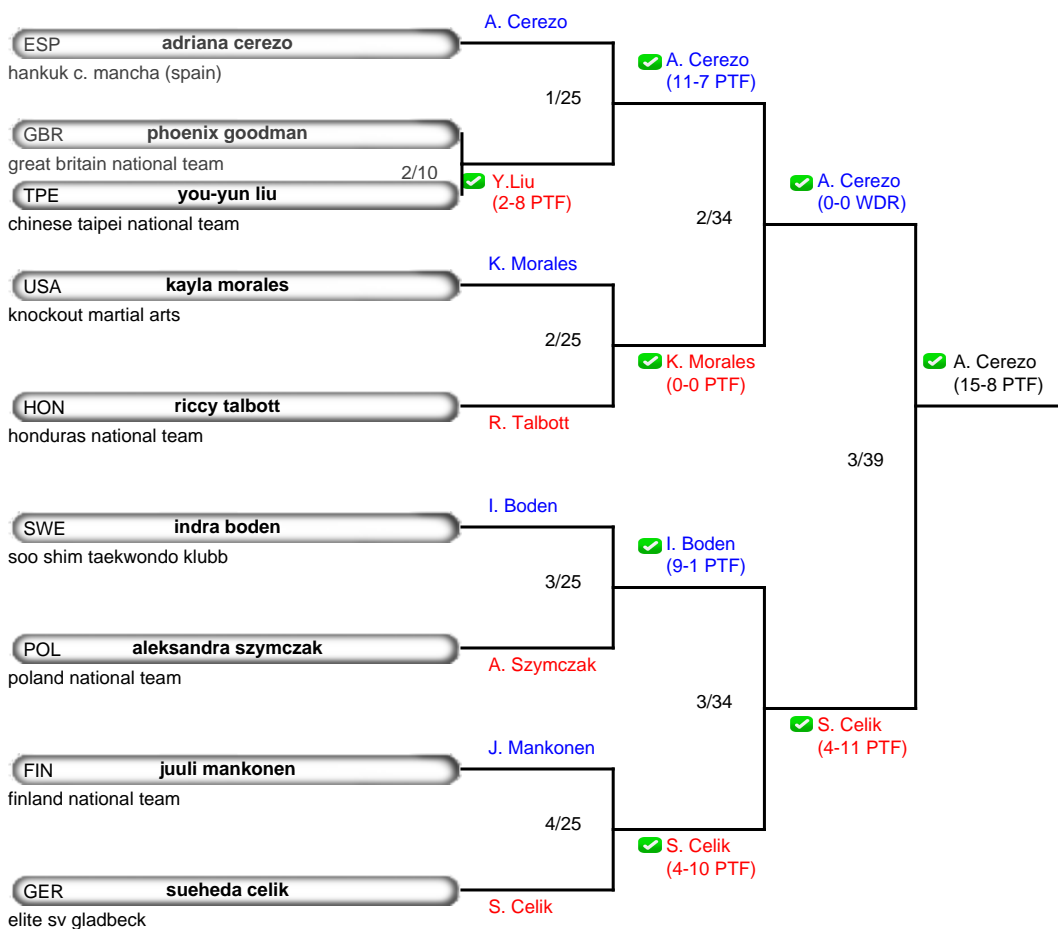 A. Cerezo
ESP adriana cerezo
hankuk c. mancha (spain)
A. Cerezo
(11-7 PTF)
1/25
GBR phoenix goodman
great britain national team
2/10
Y.Liu
(2-8 PTF)
TPE you-yun liu
chinese taipei national team
A. Cerezo
(0-0 WDR)
2/34
K. Morales
USA kayla morales
knockout martial arts
2/25
K. Morales
(0-0 PTF)
A. Cerezo
(15-8 PTF)
HON riccy talbott
honduras national team
R. Talbott
3/39
I. Boden
SWE indra boden
soo shim taekwondo klubb
I. Boden
(9-1 PTF)
3/25
POL aleksandra szymczak
poland national team
A. Szymczak
3/34
S. Celik
(4-11 PTF)
J. Mankonen
FIN juuli mankonen
finland national team
4/25
S. Celik
(4-10 PTF)
GER sueheda celik
elite sv gladbeck
S. Celik